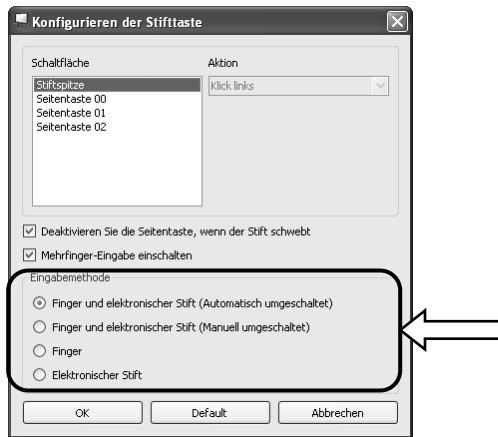 Konfigurieren der Stifttaste
Schaltfläche
Aktion
Stiftspitze
Klick links
Seitentaste 00
Seitentaste 01
Seitentaste 02
Deaktivieren Sie die Seitentaste, wenn der Stift schwebt
Mehrfinger-Eingabe einschalten
Eingabemethode
Finger und elektronischer Stift (Automatisch umgeschaltet)
Finger und elektronischer Stift (Manuell umgeschaltet)
Finger
Elektronischer Stift
OK
Default
Abbrechen